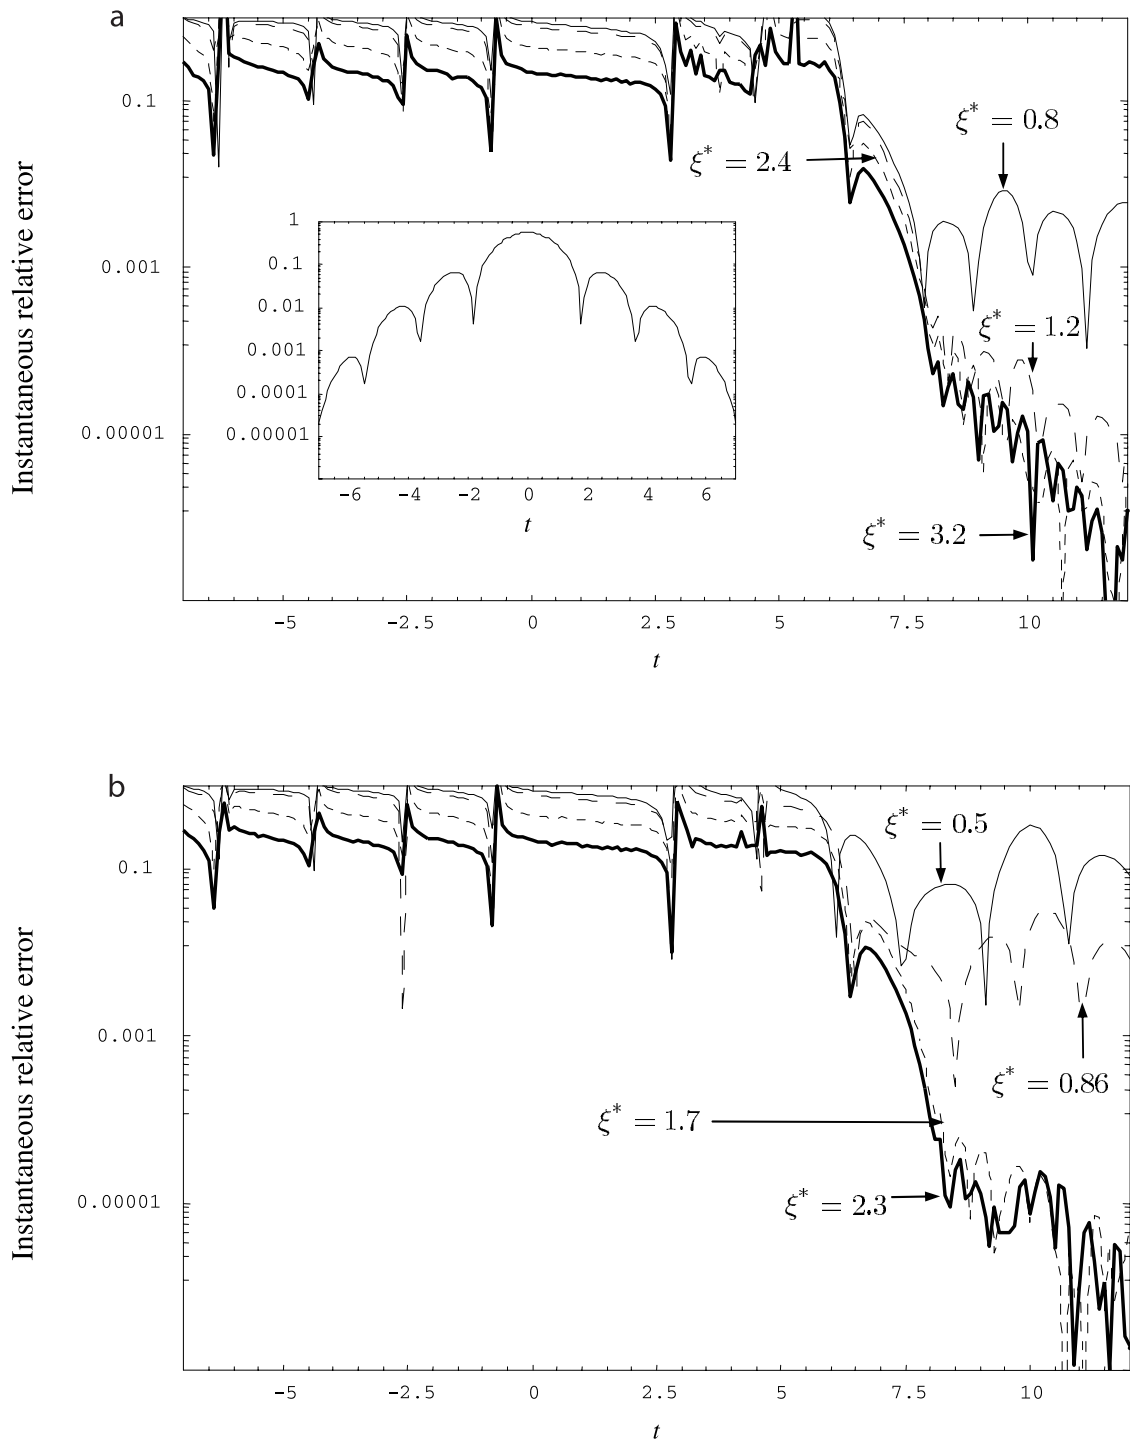 a
Instantaneous relative error
0.1
0.001
0.00001
ξ* = 0.8
ξ* = 2.4
ξ* = 1.2
ξ* = 3.2
1
0.1
0.01
0.001
0.0001
0.00001
-6 -4 -2 0 2 4 6
t
-5 -2.5 0 2.5 5 7.5 10
t
b
Instantaneous relative error
0.1
0.001
0.00001
ξ* = 0.5
ξ* = 0.86
ξ* = 1.7
ξ* = 2.3
-5 -2.5 0 2.5 5 7.5 10
t